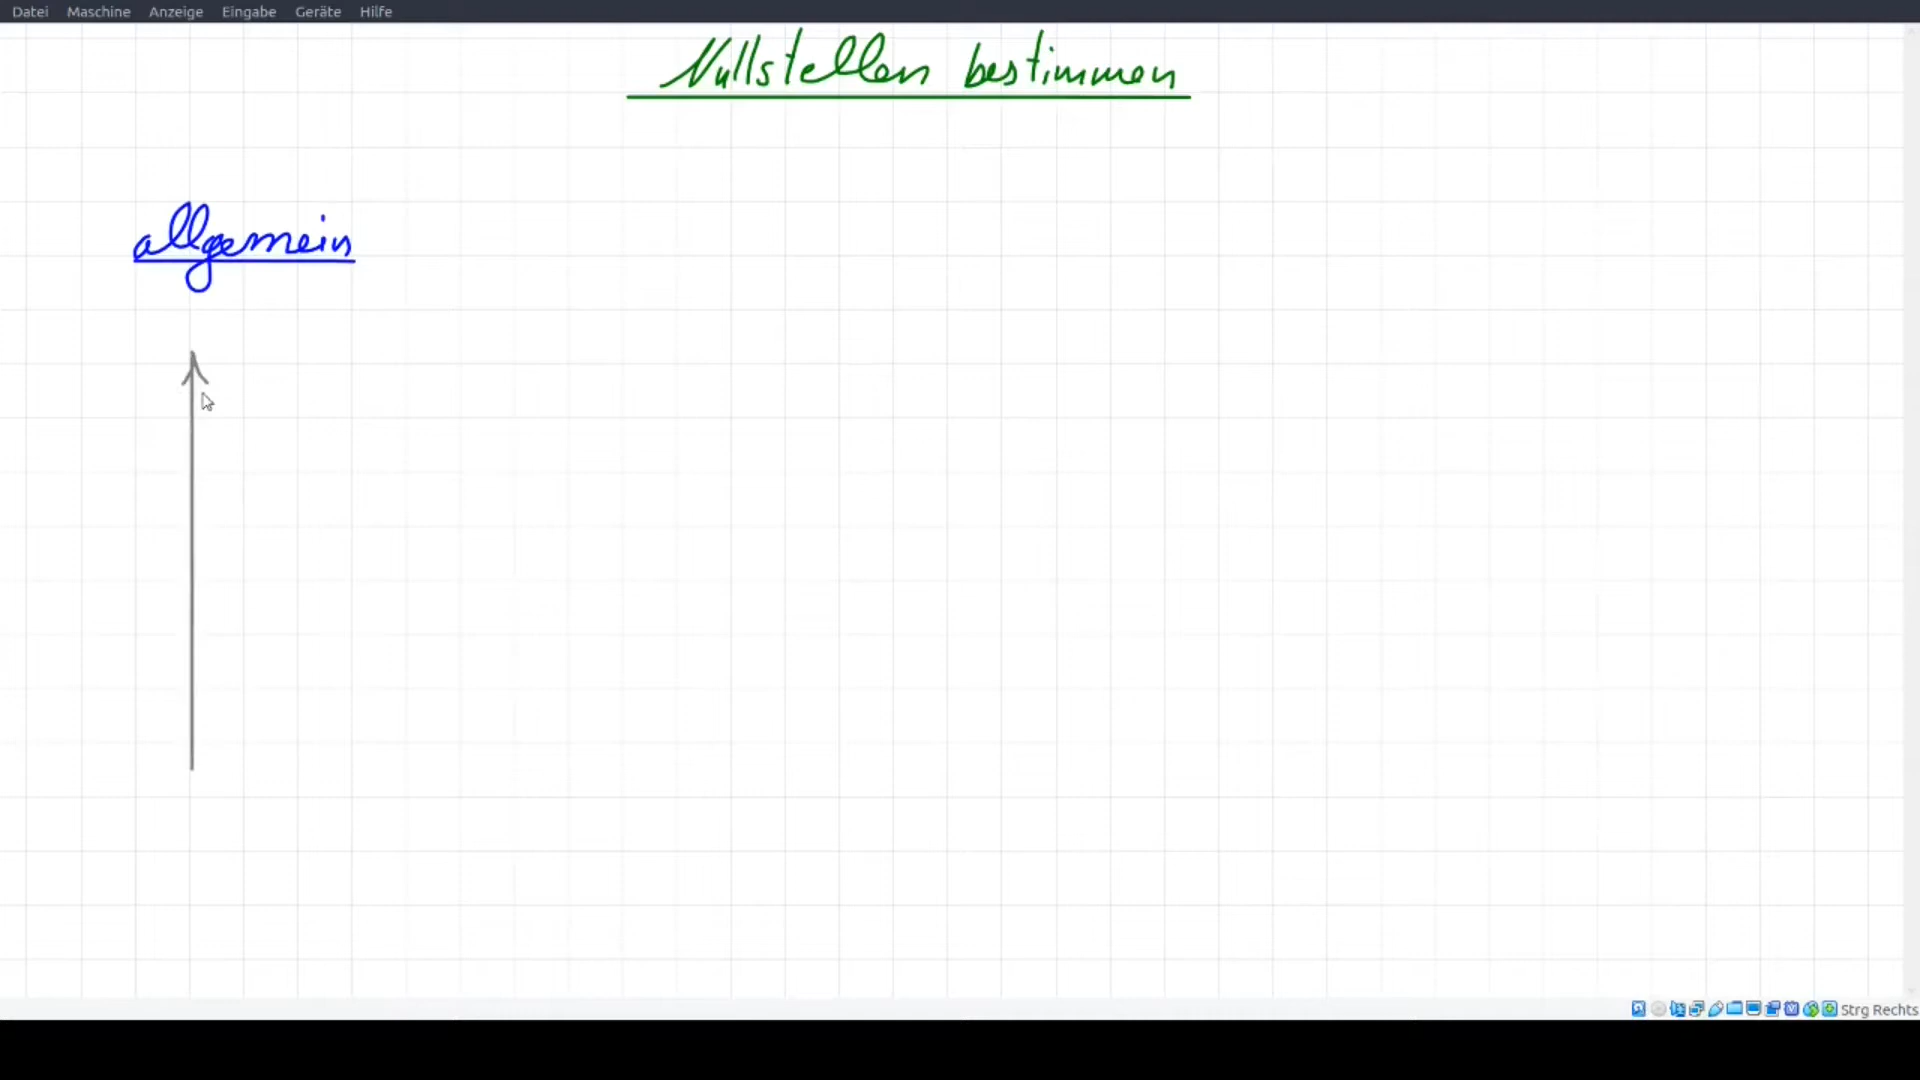 Datei Maschine Anzeige Eingabe Geräte Hilfe
Nullstellen bestimmen
allgemein
Strg Rechts